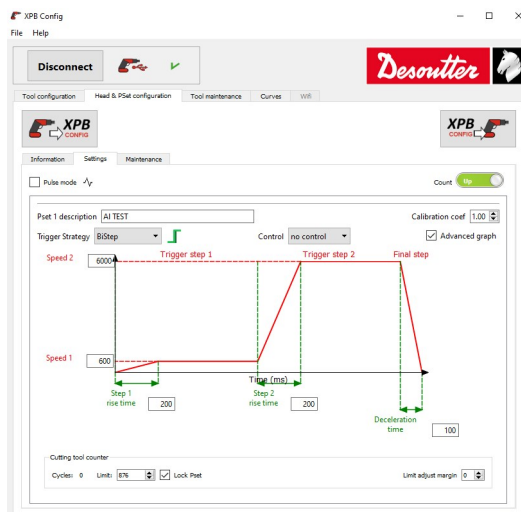 XPB Config
File Help
Disconnect
Desoutter
Tool configuration Head & PSet configuration Tool maintenance Curves Wifi
XPB CONFIG
XPB CONFIG
Information Settings Maintenance
Pulse mode
Count Up
Pset 1 description AI TEST
Calibration coef 1.00
Trigger Strategy BiStep
Control no control
Advanced graph
Speed 2 6000
Trigger step 1
Trigger step 2
Final step
Speed 1 600
Time (ms)
Step 1 rise time 200
Step 2 rise time 200
Deceleration time 100
Cutting tool counter
Cycles: 0 Limit: 876 Lock Pset
Limit adjust margin 0